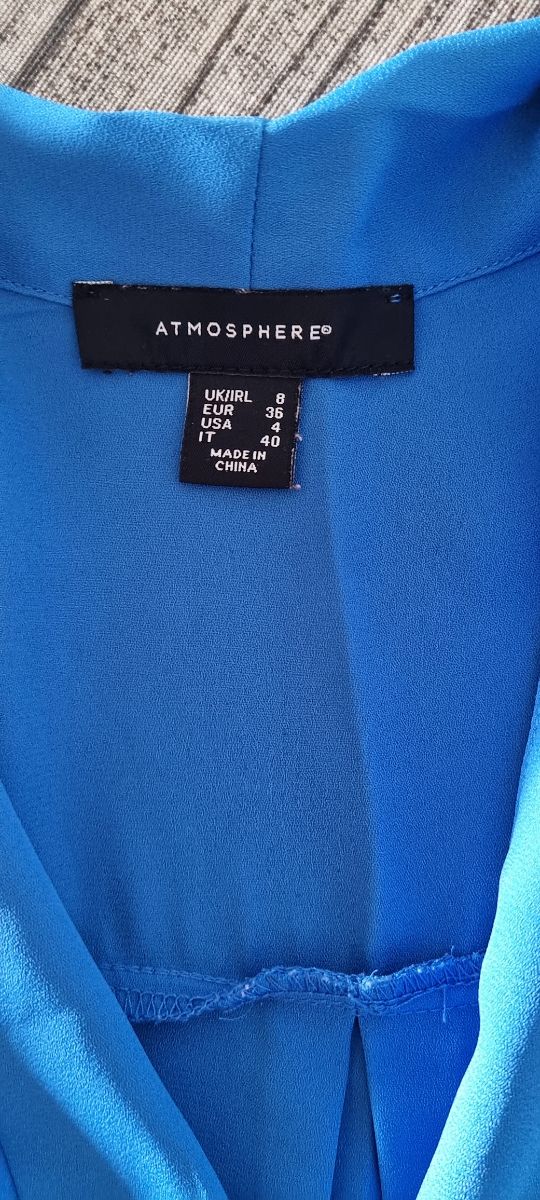 ATMOSPHERE®
UK/IRL 8
EUR 36
USA 4
IT 40
MADE IN
CHINA